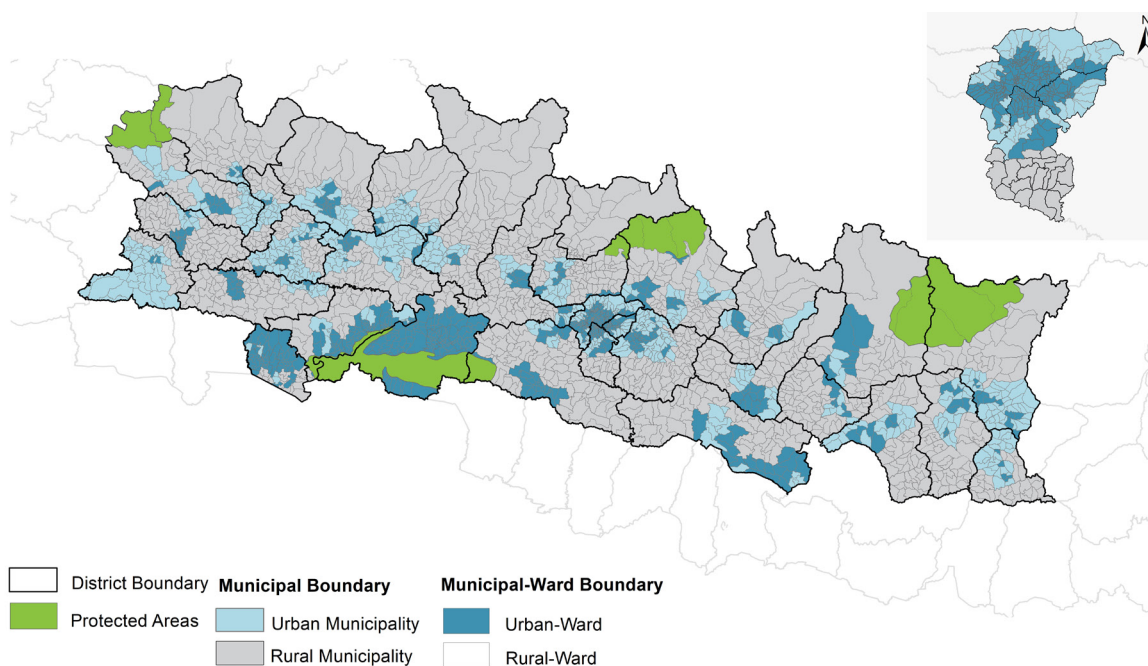 N
District Boundary
Protected Areas
Municipal Boundary
Urban Municipality
Rural Municipality
Municipal-Ward Boundary
Urban-Ward
Rural-Ward